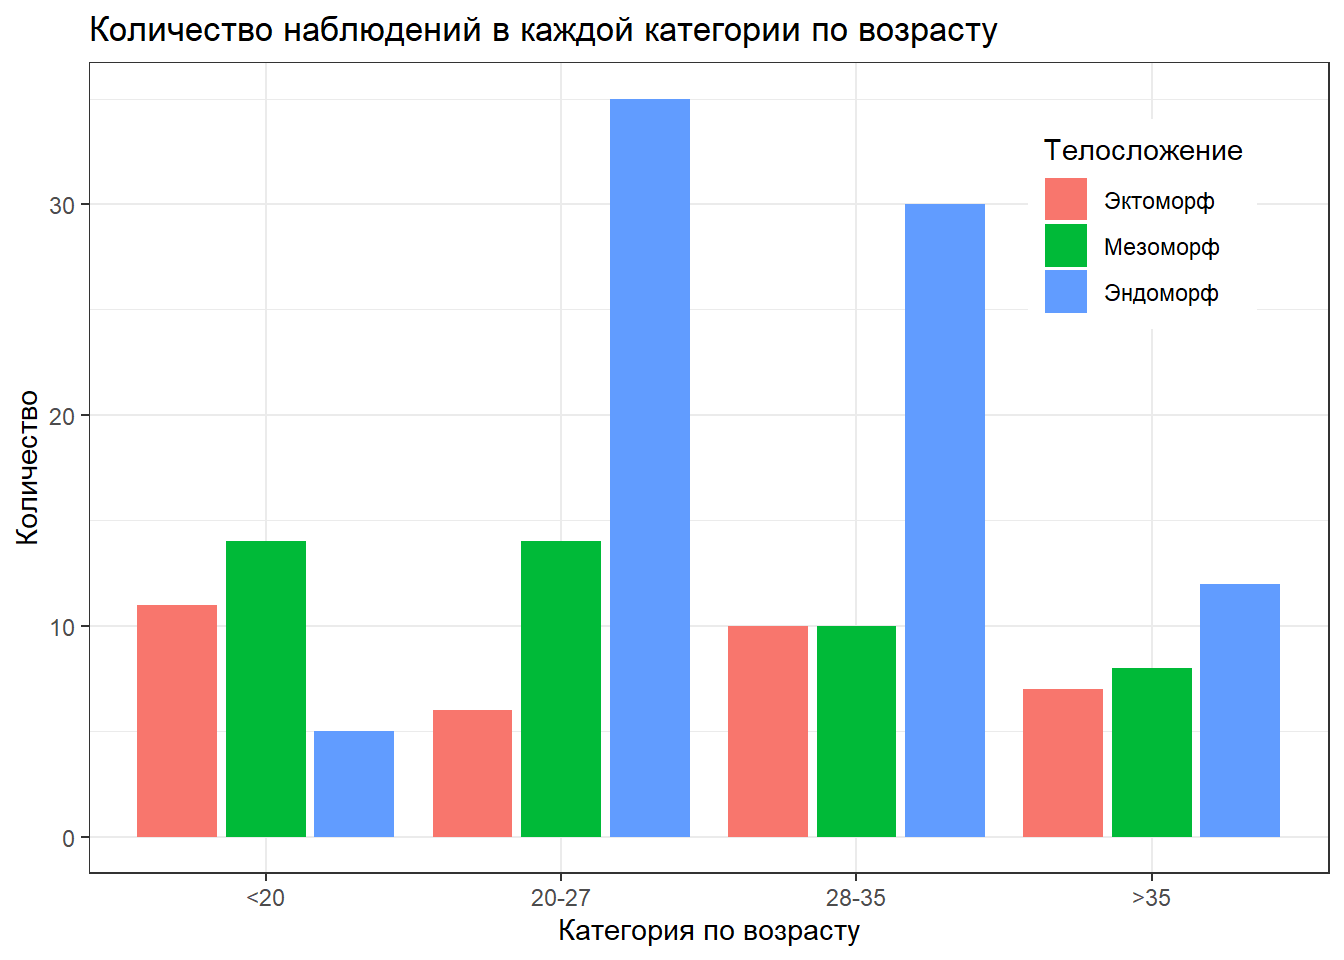 Количество наблюдений в каждой категории по возрасту
Телосложение
Эктоморф
Мезоморф
Эндоморф
Количество
30
20
10
0
<20
20-27
28-35
>35
Категория по возрасту